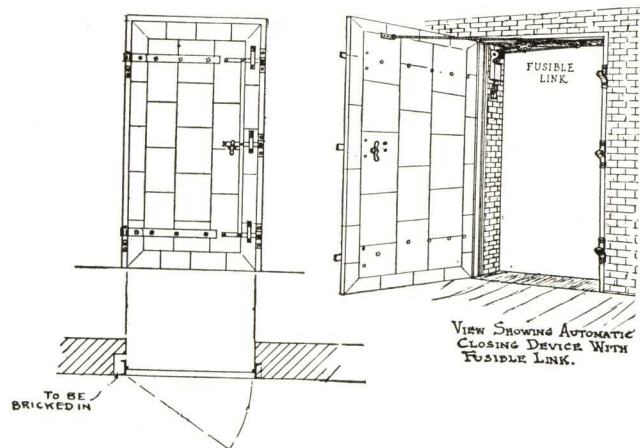 FUSIBLE
LINK
TO BE
BRICKED IN
VIEW SHOWING AUTOMATIC
CLOSING DEVICE WITH
FUSIBLE LINK.